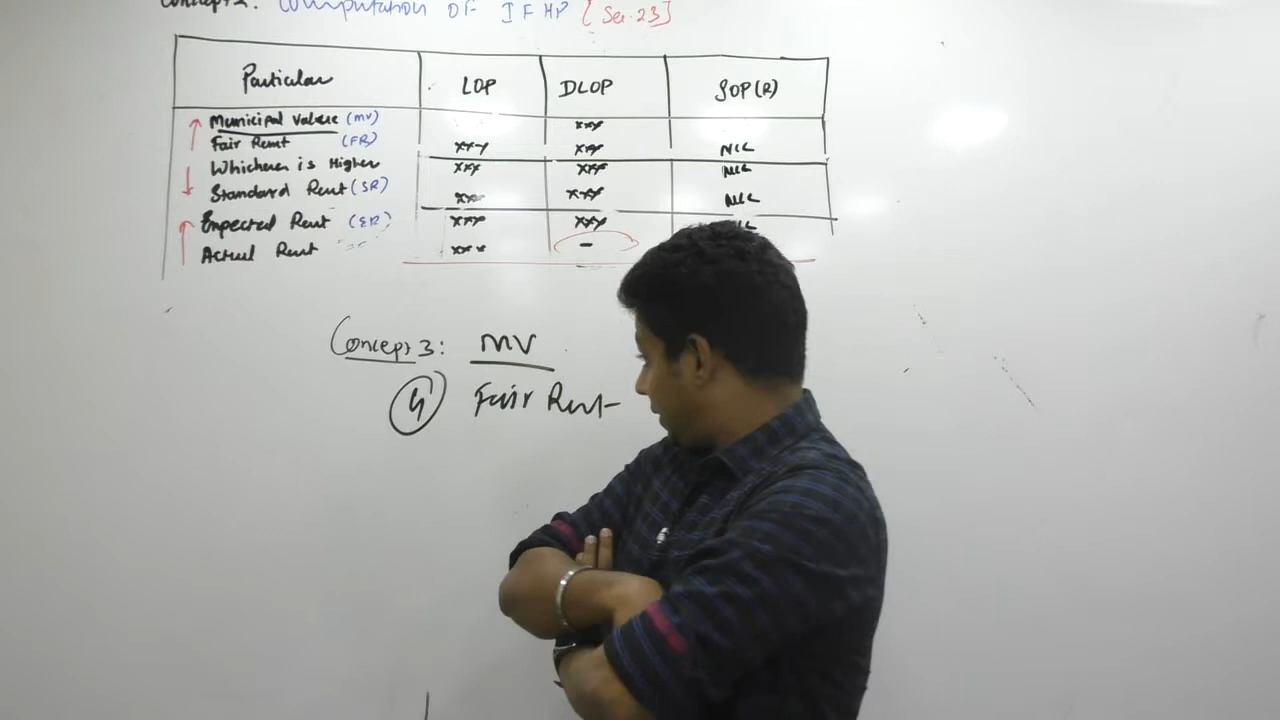 Concept 2: Computation OF IFHP [Sec. 23]
Particular LOP DLOP SOP(R)
Municipal Value (MV) xxx
Fair Rent (FR) xxx xxx NIL
Whichever is Higher xxx xxx NIL
Standard Rent (SR) xxx xxx NIL
Expected Rent (ER) xxx xxx
Actual Rent xxx -
Concept 3: MV
4 Fair Rent